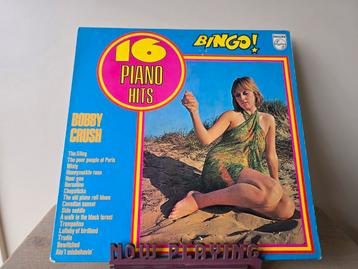 16
PIANO
HITS
BINGO!
PHILIPS
BOBBY
CRUSH
The Sting
The poor people of Paris
Misty
Honeysuckle rose
Near you
Borsalino
Chopsticks
The old piano roll blues
Canadian sunset
Side saddle
A walk in the black forest
Trampolina
Lullaby of birdland
Trudie
Bewitched
Ain't misbehavin'
NOW PLAYING